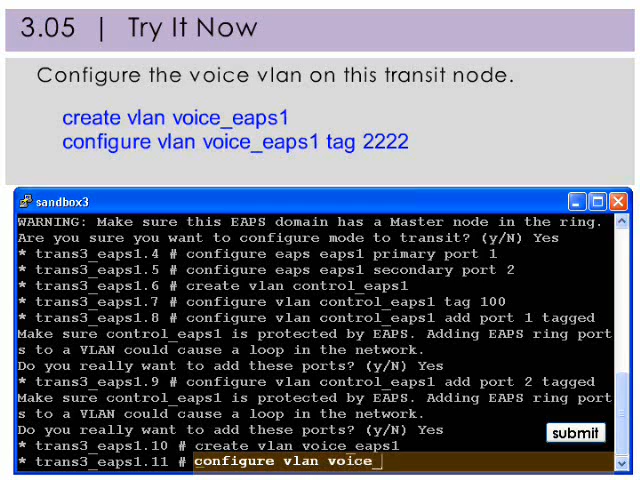 3.05 | Try It Now
Configure the voice vlan on this transit node.
create vlan voice_eaps1
configure vlan voice_eaps1 tag 2222
sandbox3
WARNING: Make sure this EAPS domain has a Master node in the ring.
Are you sure you want to configure mode to transit? (y/N) Yes
* trans3_eaps1.4 # configure eaps eaps1 primary port 1
* trans3_eaps1.5 # configure eaps eaps1 secondary port 2
* trans3_eaps1.6 # create vlan control_eaps1
* trans3_eaps1.7 # configure vlan control_eaps1 tag 100
* trans3_eaps1.8 # configure vlan control_eaps1 add port 1 tagged
Make sure control_eaps1 is protected by EAPS. Adding EAPS ring port
s to a VLAN could cause a loop in the network.
Do you really want to add these ports? (y/N) Yes
* trans3_eaps1.9 # configure vlan control_eaps1 add port 2 tagged
Make sure control_eaps1 is protected by EAPS. Adding EAPS ring port
s to a VLAN could cause a loop in the network.
Do you really want to add these ports? (y/N) Yes
* trans3_eaps1.10 # create vlan voice_eaps1
* trans3_eaps1.11 # configure vlan voice_
submit